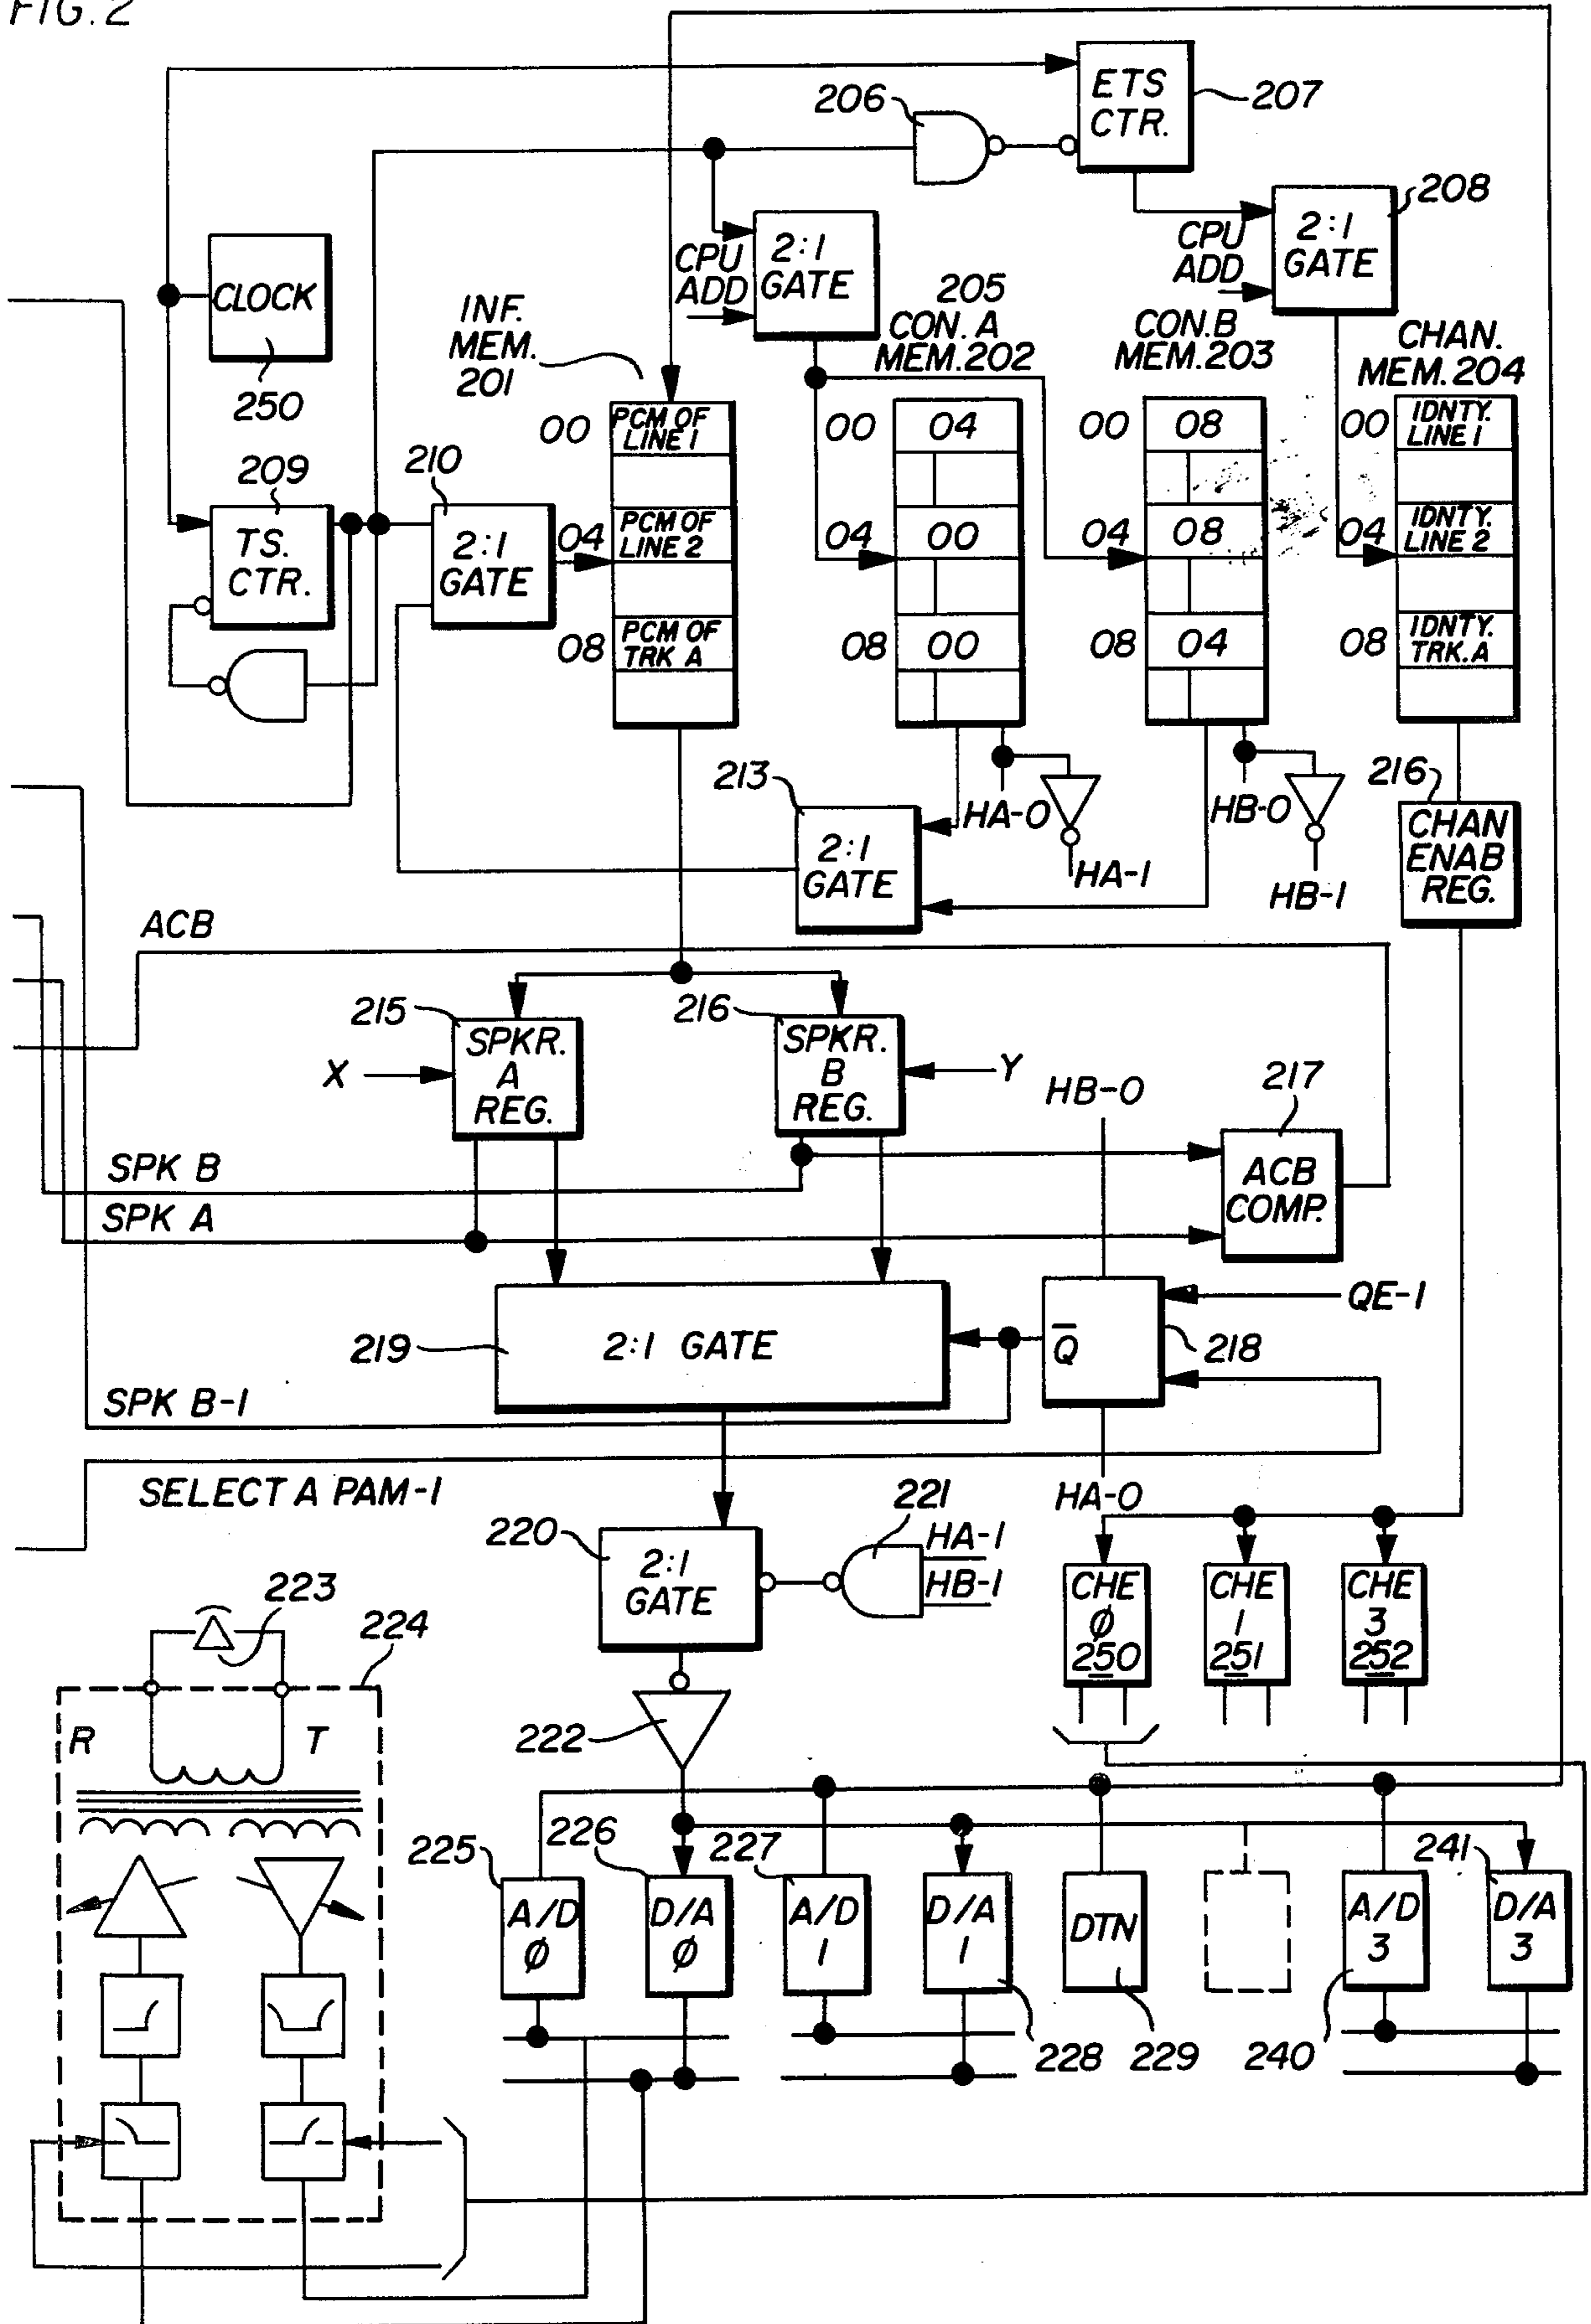 FIG. 2
ETS
CTR.
207
206
208
2:1
GATE
CPU
ADD
2:1
GATE
CPU
ADD
CLOCK
250
INF.
MEM.
201
205
CON. A
MEM. 202
CON. B
MEM. 203
CHAN.
MEM. 204
00
PCM OF
LINE 1
04
PCM OF
LINE 2
08
PCM OF
TRK A
00
04
04
00
08
00
00
08
04
08
08
04
00
IDNTY.
LINE 1
04
IDNTY.
LINE 2
08
IDNTY.
TRK. A
209
TS.
CTR.
210
2:1
GATE
213
2:1
GATE
HA-0
HA-1
HB-0
HB-1
216
CHAN
ENAB
REG.
ACB
215
SPKR.
A
REG.
X
216
SPKR.
B
REG.
Y
HB-0
217
ACB
COMP.
SPK B
SPK A
219
2:1 GATE
Q
QE-1
218
SPK B-1
SELECT A PAM-1
HA-0
220
2:1
GATE
221
HA-1
HB-1
CHE
Ø
250
CHE
1
251
CHE
3
252
223
224
R
T
222
225
A/D
Ø
226
D/A
Ø
227
A/D
1
D/A
1
228
DTN
229
A/D
3
240
241
D/A
3